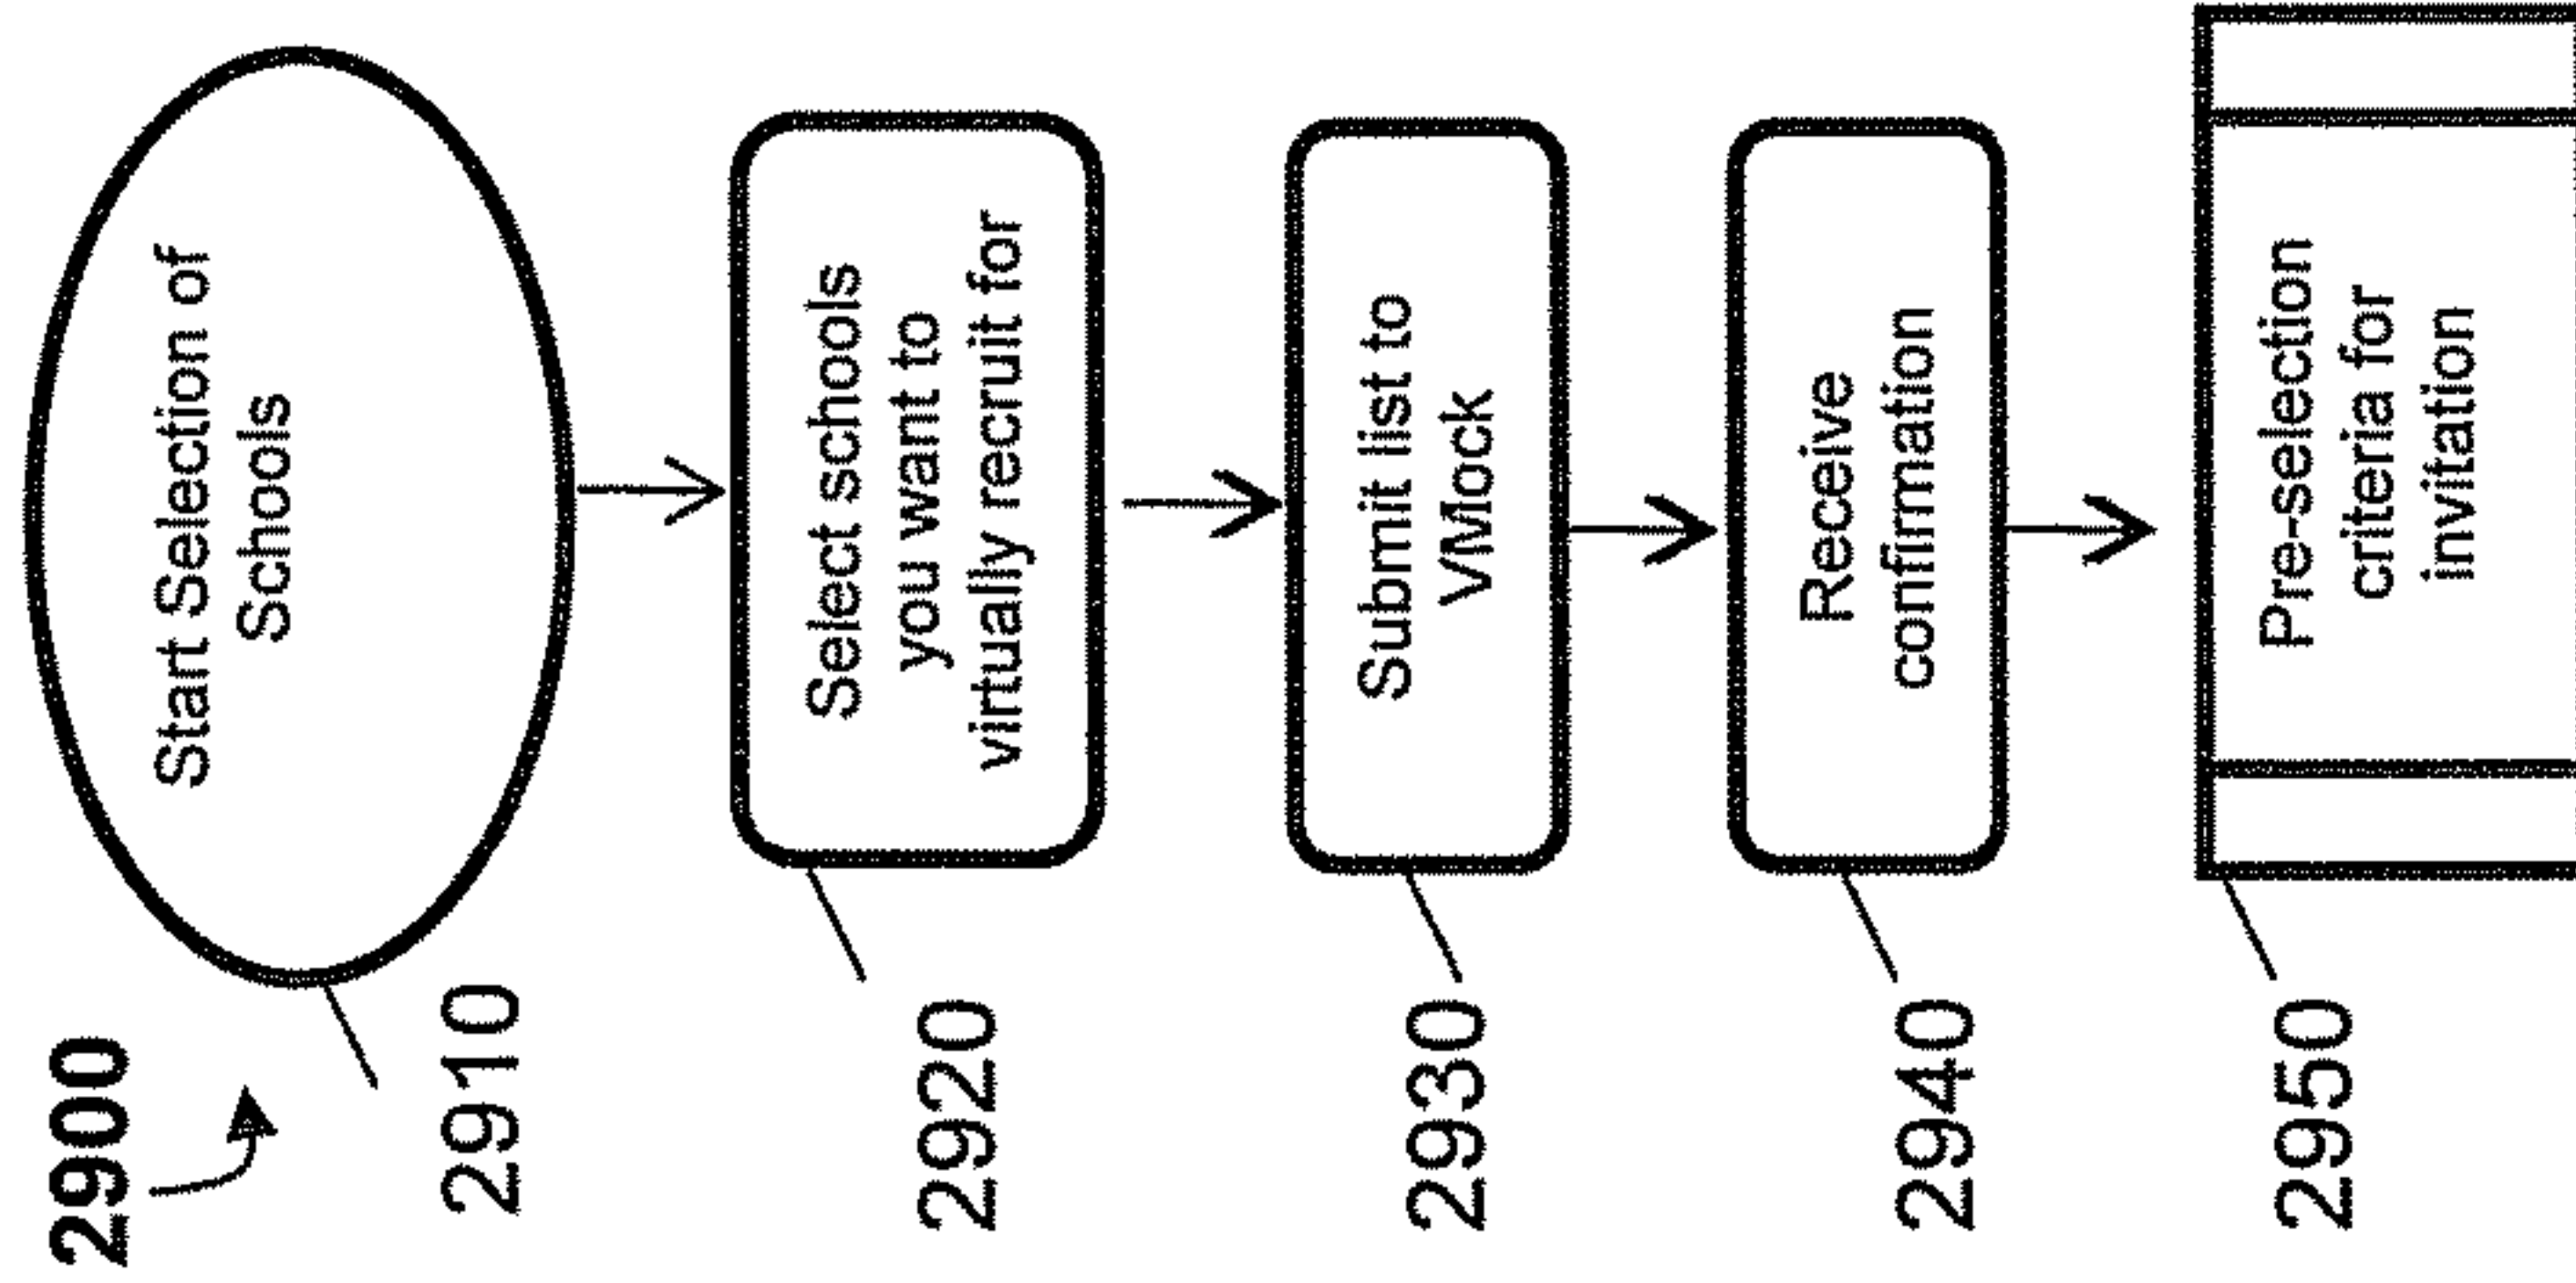 2900
2910
Start Selection of
Schools
2920
Select schools
you want to
virtually recruit for
2930
Submit list to
VMock
2940
Receive
confirmation
2950
Pre-selection
criteria for
invitation